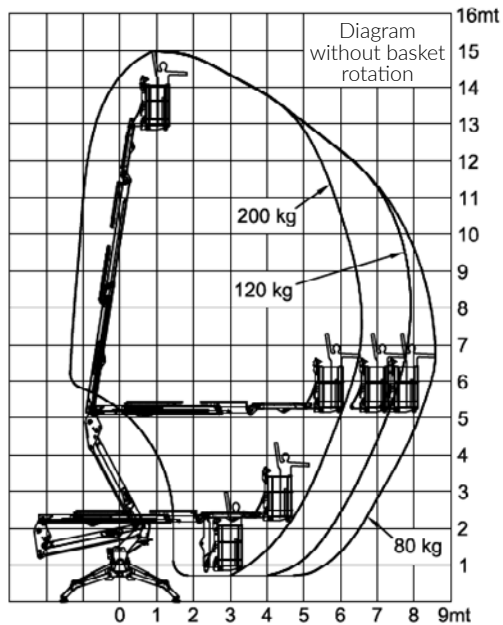 16mt
Diagram
without basket
rotation
15
14
13
12
11
200 kg
10
9
120 kg
8
7
6
5
4
3
2
80 kg
1
0 1 2 3 4 5 6 7 8 9mt